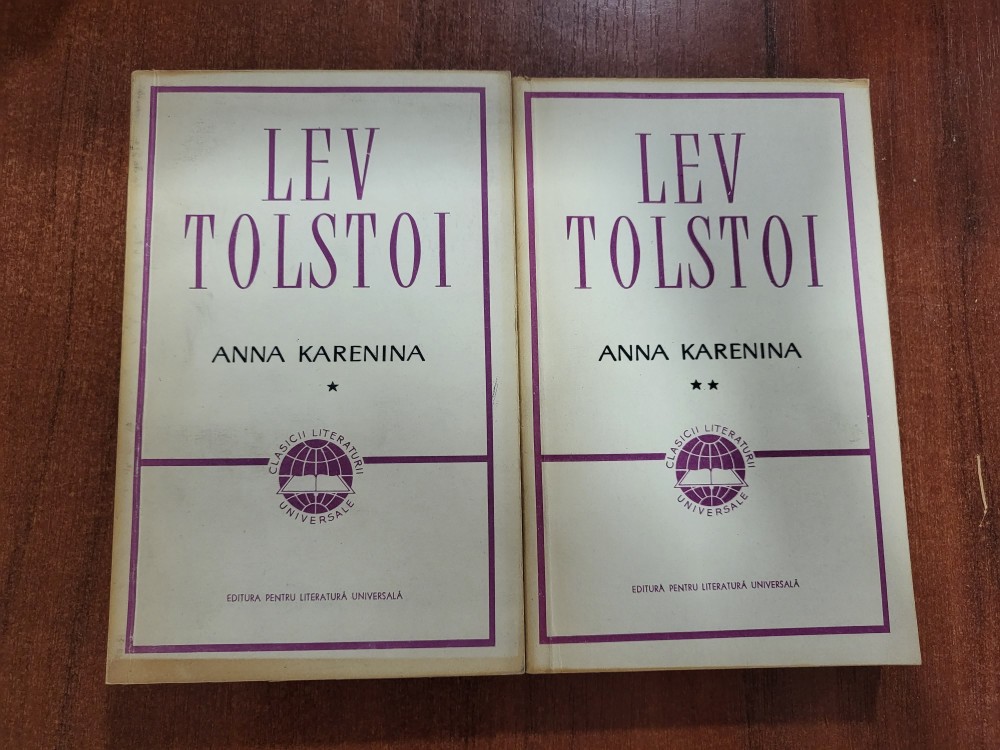 LEV
TOLSTOI
ANNA KARENINA
★
CLASICII LITERATURII
UNIVERSALE
EDITURA PENTRU LITERATURĂ UNIVERSALĂ
LEV
TOLSTOI
ANNA KARENINA
★★
CLASICII LITERATURII
UNIVERSALE
EDITURA PENTRU LITERATURĂ UNIVERSALĂ